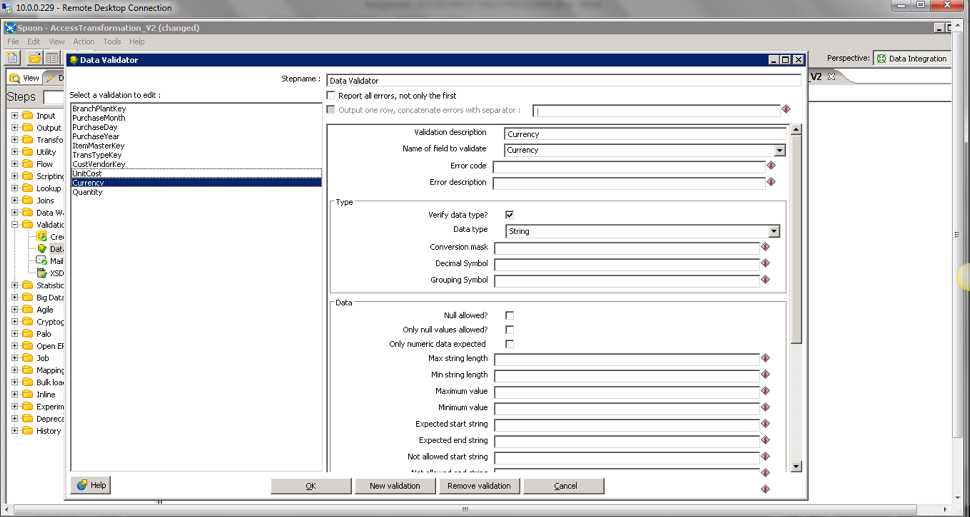 10.0.0.229 - Remote Desktop Connection
Spoon - AccessTransformation_V2 (changed)
File Edit View Action Tools Help
Perspective: Data Integration
View
V2
Steps
Input
Output
Transfo
Utility
Flow
Scripting
Lookup
Joins
Data Wa
Validatio
Cre
Data
Mail
XSD
Statistic
Big Data
Agile
Cryptog
Palo
Open ER
Job
Mapping
Bulk load
Inline
Experim
Depreca
History
Data Validator
Stepname : Data Validator
Select a validation to edit :
BranchPlantKey
PurchaseMonth
PurchaseDay
PurchaseYear
ItemMasterKey
TransTypeKey
CustVendorKey
UnitCost
Currency
Quantity
Report all errors, not only the first
Output one row, concatenate errors with separator :
Validation description Currency
Name of field to validate Currency
Error code
Error description
Type
Verify data type?
Data type String
Conversion mask
Decimal Symbol
Grouping Symbol
Data
Null allowed?
Only null values allowed?
Only numeric data expected
Max string length
Min string length
Maximum value
Minimum value
Expected start string
Expected end string
Not allowed start string
Not allowed end string
Help OK New validation Remove validation Cancel